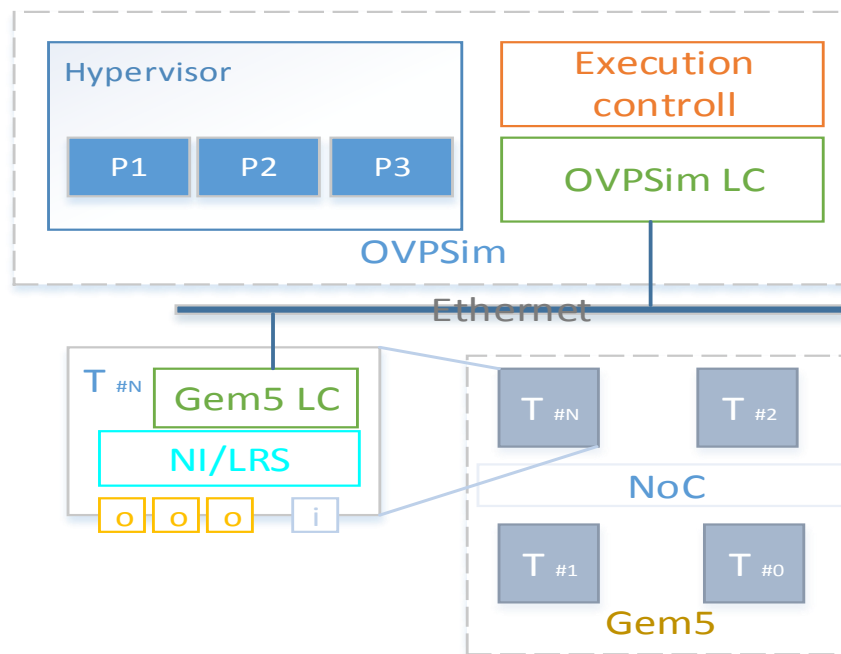 Hypervisor
P1 P2 P3
Execution
controll
OVPSim LC
OVPSim
Ethernet
T #N
Gem5 LC
NI/LRS
o o o i
T #N
T #2
NoC
T #1
T #0
Gem5